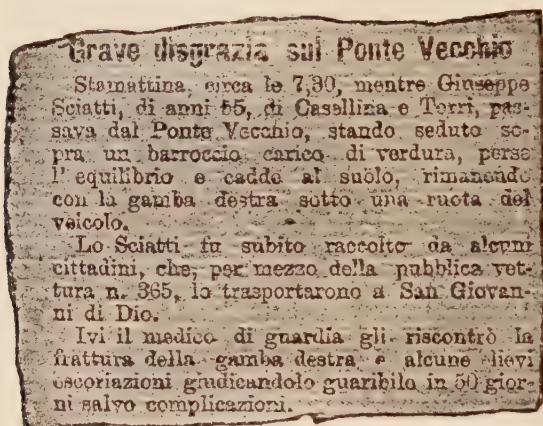 Grave disgrazia sul Ponte Vecchio
Stamattina, circa le 7,30, mentre Giuseppe
Sciatti, di anni 55, di Casellina e Torri, pas-
sava dal Ponte Vecchio, stando seduto so-
pra un barroccio carico di verdura, perse
l' equilibrio e cadde al suolo, rimanendo
con la gamba destra sotto una ruota del
veicolo.
Lo Sciatti fu subito raccolto da alcuni
cittadini, che, per mezzo della pubblica vet-
tura n. 365, lo trasportarono a San Giovan-
ni di Dio.
Ivi il medico di guardia gli riscontrò la
frattura della gamba destra e alcune lievi
escoriazioni giudicandolo guaribile in 50 gior-
ni salvo complicazioni.